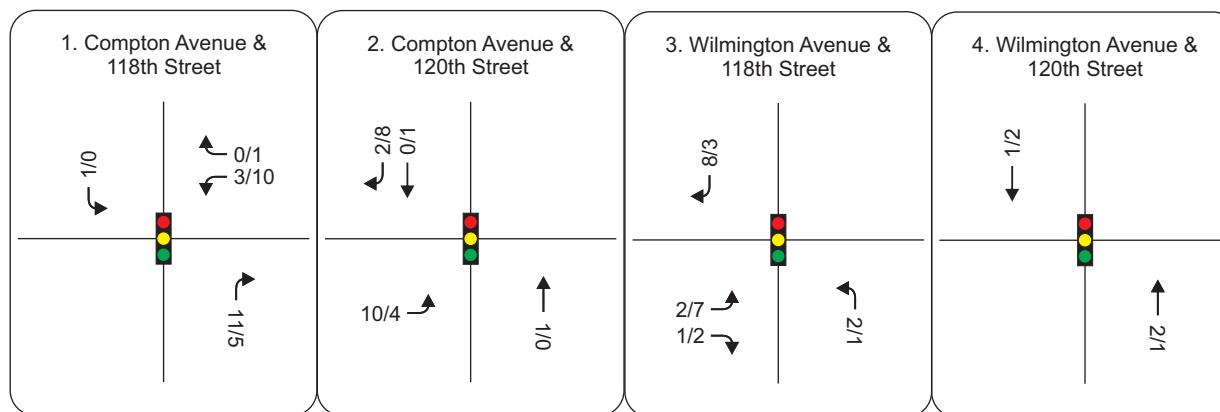 1. Compton Avenue &
118th Street
1/0
0/1
3/10
11/5
2. Compton Avenue &
120th Street
2/8
0/1
10/4
1/0
3. Wilmington Avenue &
118th Street
8/3
2/7
1/2
2/1
4. Wilmington Avenue &
120th Street
1/2
2/1